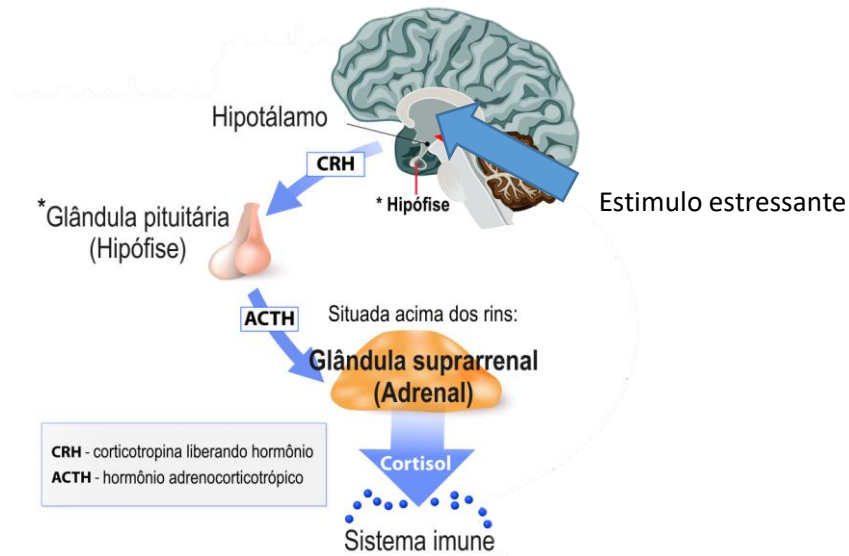 Hipotálamo
CRH
* Hipófise
Estimulo estressante
*Glândula pituitária
(Hipófise)
ACTH
Situada acima dos rins:
Glândula suprarrenal
(Adrenal)
CRH - corticotropina liberando hormônio
ACTH - hormônio adrenocorticotrópico
Cortisol
Sistema imune